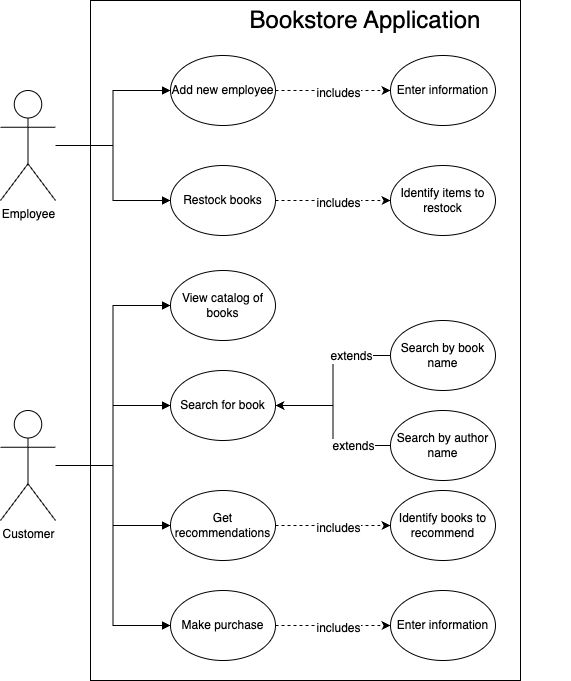 Bookstore Application
Add new employee
includes
Enter information
Employee
Restock books
includes
Identify items to
restock
View catalog of
books
Search for book
extends
Search by book
name
extends
Search by author
name
Customer
Get
recommendations
includes
Identify books to
recommend
Make purchase
includes
Enter information